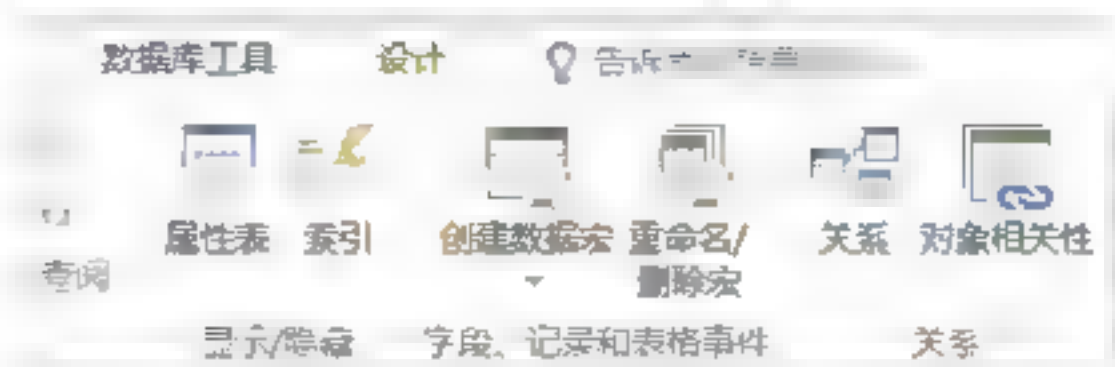 数据库工具 设计 告诉
属性表 索引 创建数据宏 重命名/ 关系 对象相关性
删除宏
显示/隐藏 字段、记录和表格事件 关系